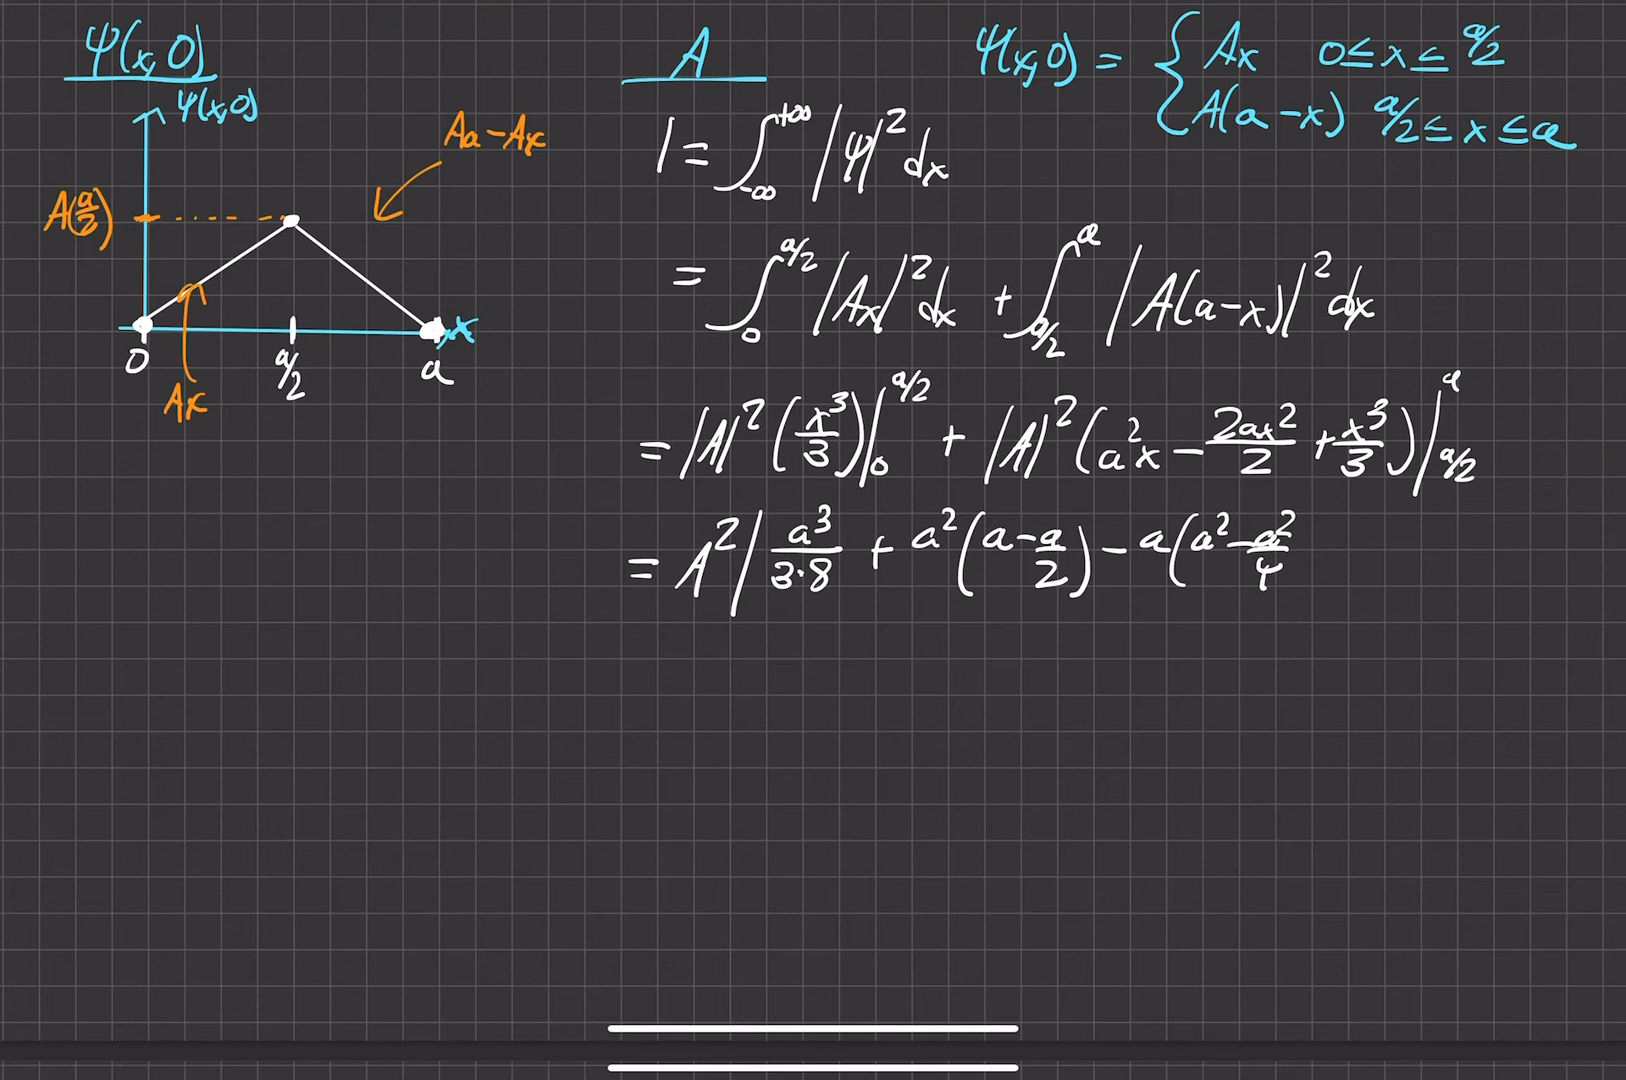 Ψ(x,0)
Ψ(x,0)
A(a/2)
Aa-Ax
Ax
0
a/2
a
x
A
Ψ(x,0) = { Ax 0≤x≤a/2
A(a-x) a/2≤x≤a
1 = ∫_{-∞}^{+∞} |Ψ|² dx
= ∫_0^{a/2} |Ax|² dx + ∫_{a/2}^a |A(a-x)|² dx
= |A|² (x³/3)|_0^{a/2} + |A|² (a²x - 2ax²/2 + x³/3)|_{a/2}^a
= A² | a³/3·8 + a²(a - a/2) - a(a² - a²/4